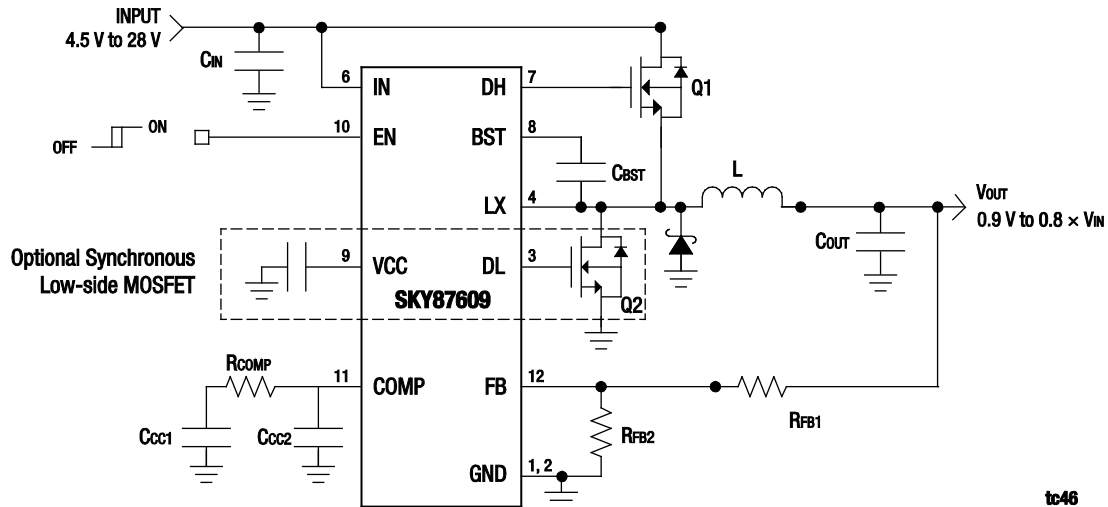 INPUT
4.5 V to 28 V
CIN
6
IN
DH
7
Q1
OFF
ON
10
EN
BST
8
CBST
LX
4
L
VOUT
0.9 V to 0.8 × VIN
COUT
Optional Synchronous
Low-side MOSFET
9
VCC
DL
3
Q2
SKY87609
RCOMP
11
COMP
FB
12
RFB1
CCC1
CCC2
RFB2
GND
1, 2
tc46